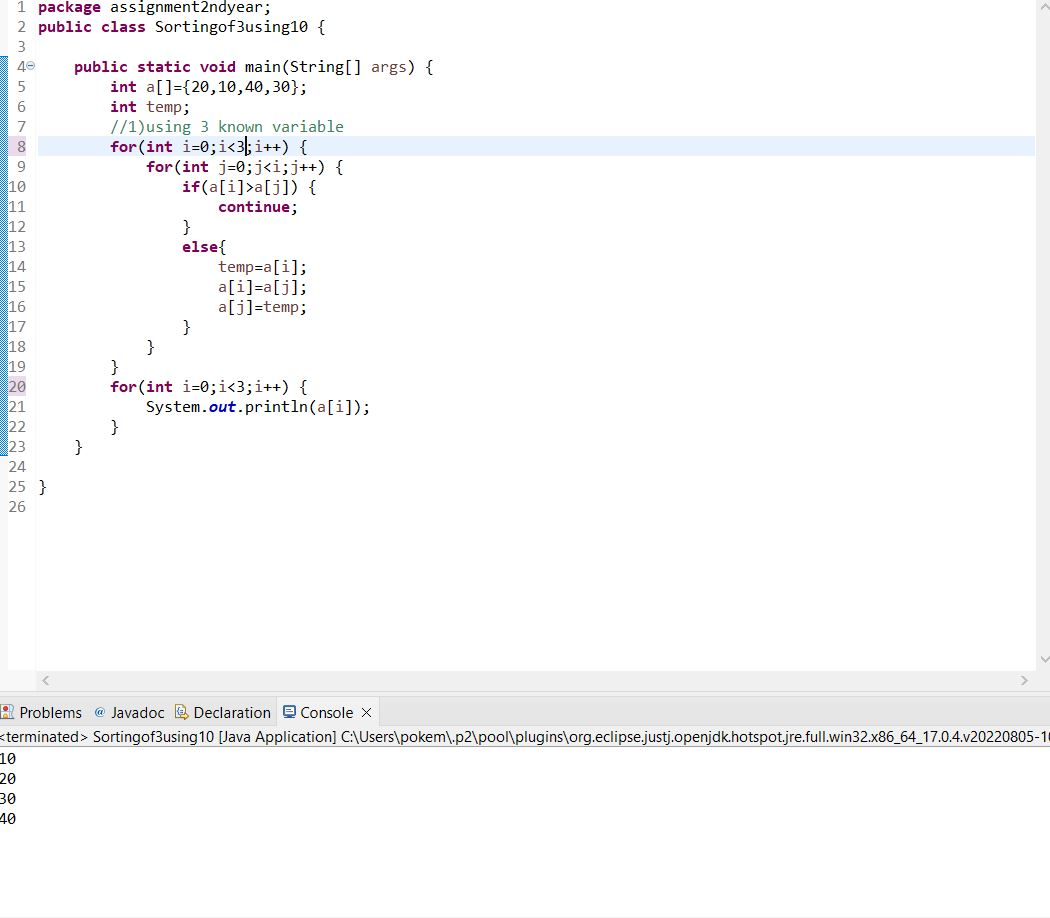 1 package assignment2ndyear;
2 public class Sortingof3using10 {
3
4 public static void main(String[] args) {
5 int a[]={20,10,40,30};
6 int temp;
7 //1)using 3 known variable
8 for(int i=0;i<3;i++) {
9 for(int j=0;j<i;j++) {
10 if(a[i]>a[j]) {
11 continue;
12 }
13 else{
14 temp=a[i];
15 a[i]=a[j];
16 a[j]=temp;
17 }
18 }
19 }
20 for(int i=0;i<3;i++) {
21 System.out.println(a[i]);
22 }
23 }
24
25 }
26
Problems @ Javadoc Declaration Console
<terminated> Sortingof3using10 [Java Application] C:\Users\pokem\.p2\pool\plugins\org.eclipse.justj.openjdk.hotspot.jre.full.win32.x86_64_17.0.4.v20220805-10
10
20
30
40